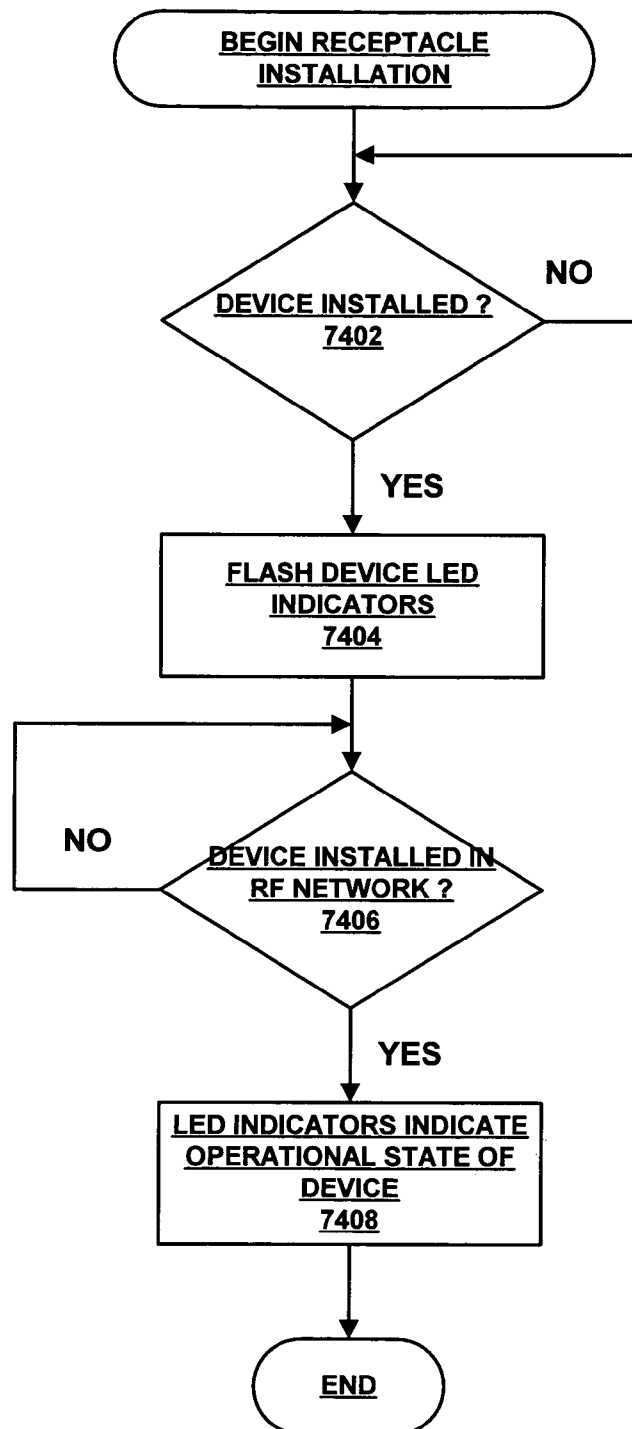 BEGIN RECEPTACLE
INSTALLATION
DEVICE INSTALLED ?
7402
NO
YES
FLASH DEVICE LED
INDICATORS
7404
NO
DEVICE INSTALLED IN
RF NETWORK ?
7406
YES
LED INDICATORS INDICATE
OPERATIONAL STATE OF
DEVICE
7408
END